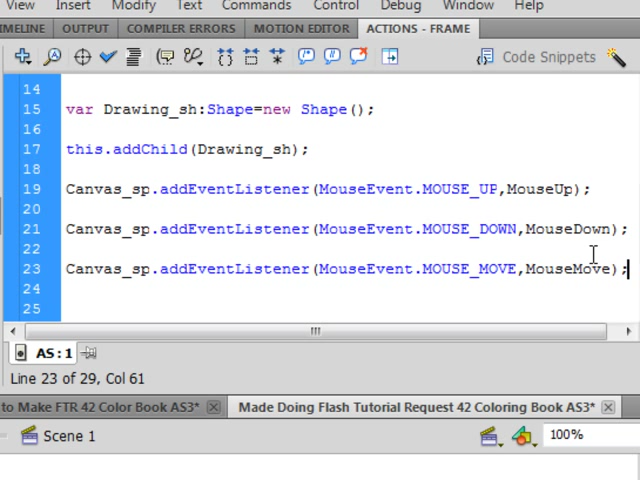 View Insert Modify Text Commands Control Debug Window Help
TIMELINE OUTPUT COMPILER ERRORS MOTION EDITOR ACTIONS - FRAME
Code Snippets
14
15 var Drawing_sh:Shape=new Shape();
16
17 this.addChild(Drawing_sh);
18
19 Canvas_sp.addEventListener(MouseEvent.MOUSE_UP,MouseUp);
20
21 Canvas_sp.addEventListener(MouseEvent.MOUSE_DOWN,MouseDown);
22
23 Canvas_sp.addEventListener(MouseEvent.MOUSE_MOVE,MouseMove);
24
25
AS:1
Line 23 of 29, Col 61
to Make FTR 42 Color Book AS3* Made Doing Flash Tutorial Request 42 Coloring Book AS3*
Scene 1 100%